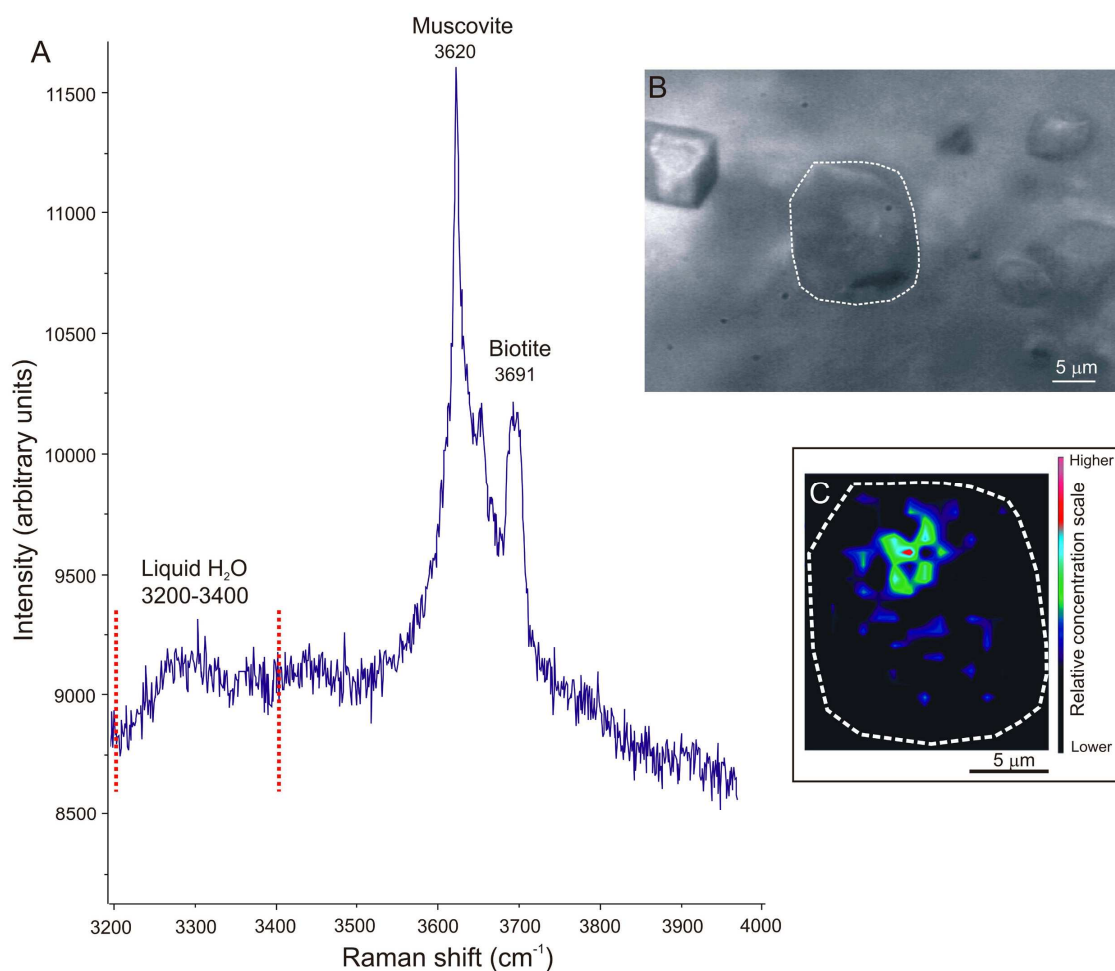 A
Muscovite
3620
11500
11000
10500
10000
9500
9000
8500
Intensity (arbitrary units)
Biotite
3691
Liquid H₂O
3200-3400
3200 3300 3400 3500 3600 3700 3800 3900 4000
Raman shift (cm⁻¹)
B
5 µm
C
Higher
Relative concentration scale
Lower
5 µm